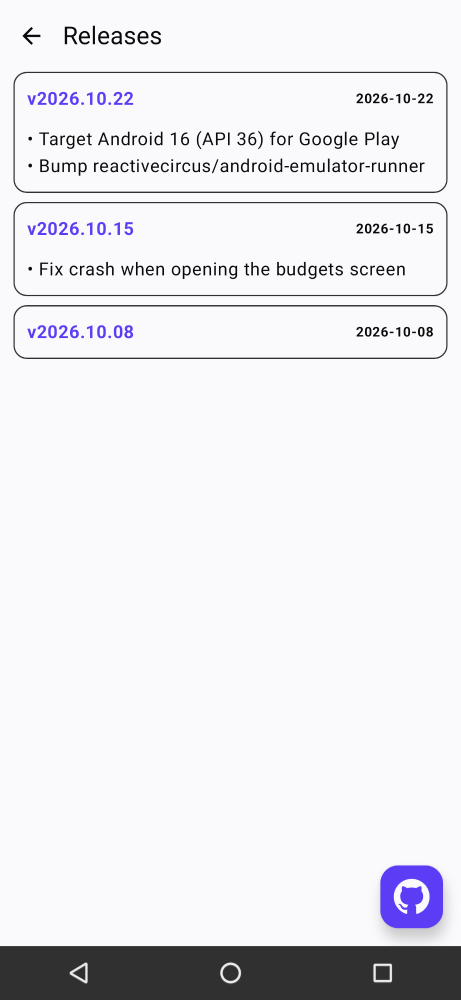 Releases
v2026.10.22 2026-10-22
• Target Android 16 (API 36) for Google Play
• Bump reactivecircus/android-emulator-runner
v2026.10.15 2026-10-15
• Fix crash when opening the budgets screen
v2026.10.08 2026-10-08